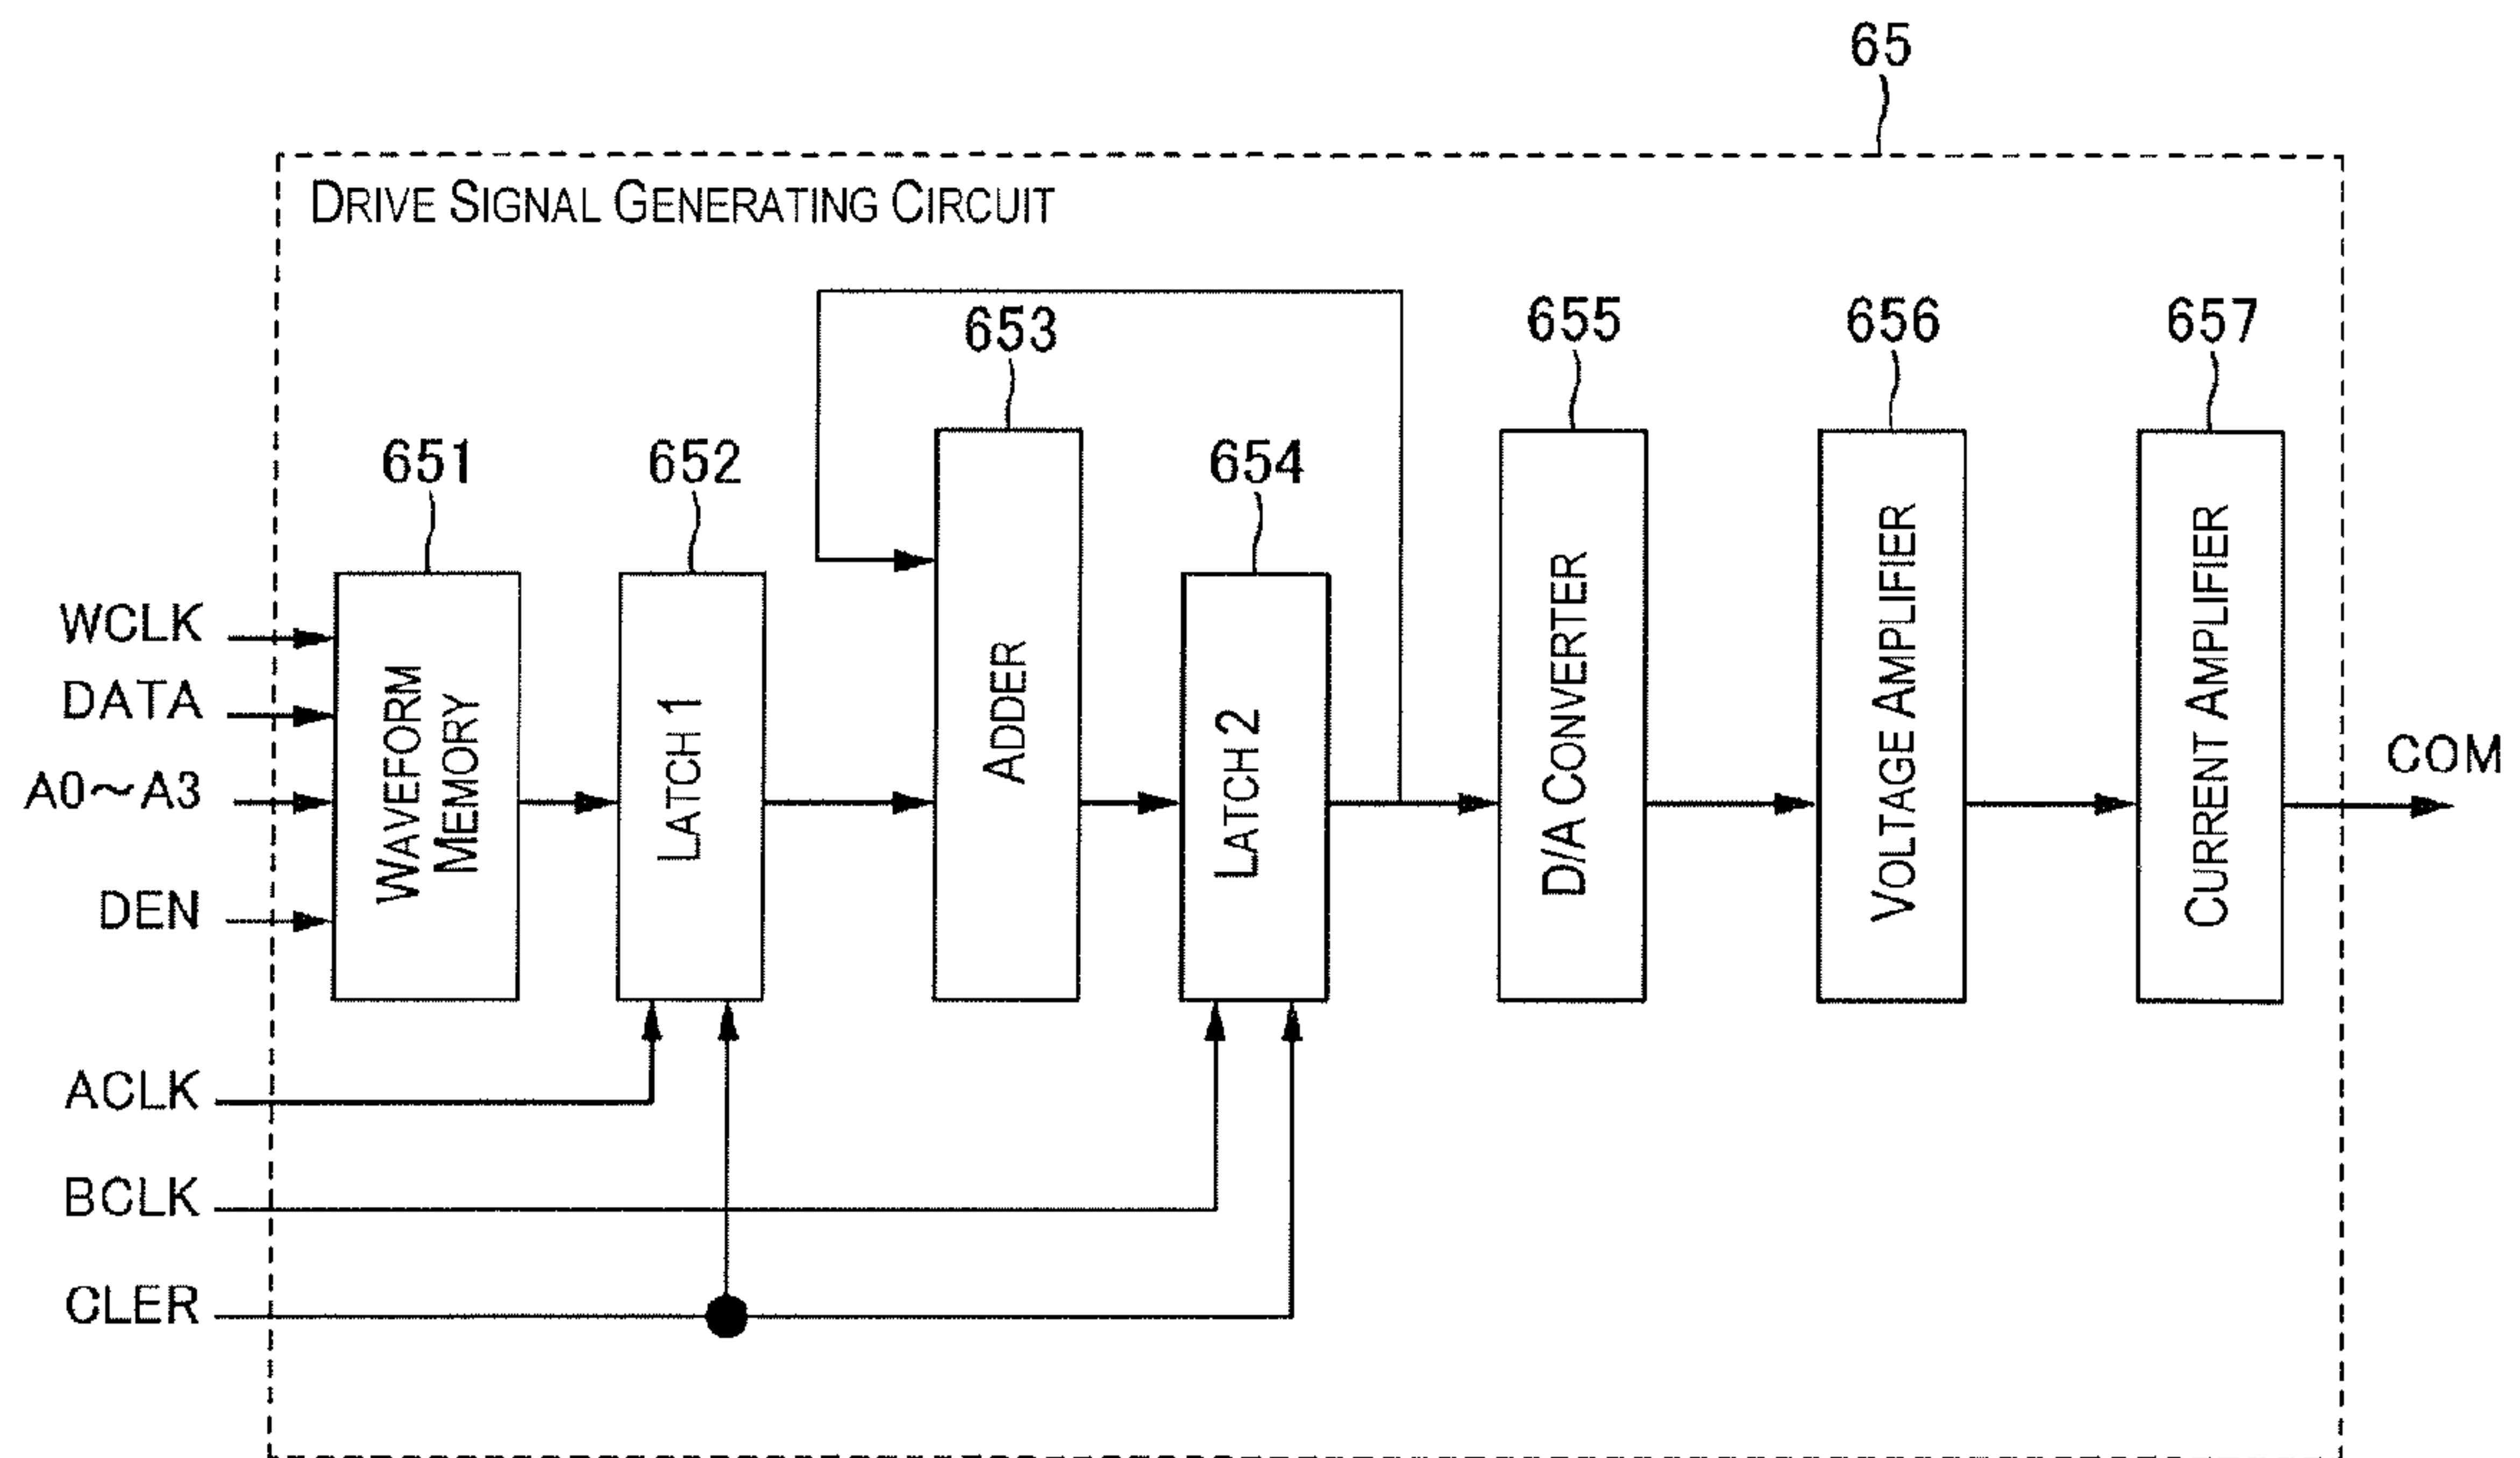 65
DRIVE SIGNAL GENERATING CIRCUIT
653
655
656
657
651
652
654
WCLK
DATA
A0~A3
DEN
WAVEFORM
MEMORY
LATCH 1
ADDER
LATCH 2
D/A CONVERTER
VOLTAGE AMPLIFIER
CURRENT AMPLIFIER
COM
ACLK
BCLK
CLER